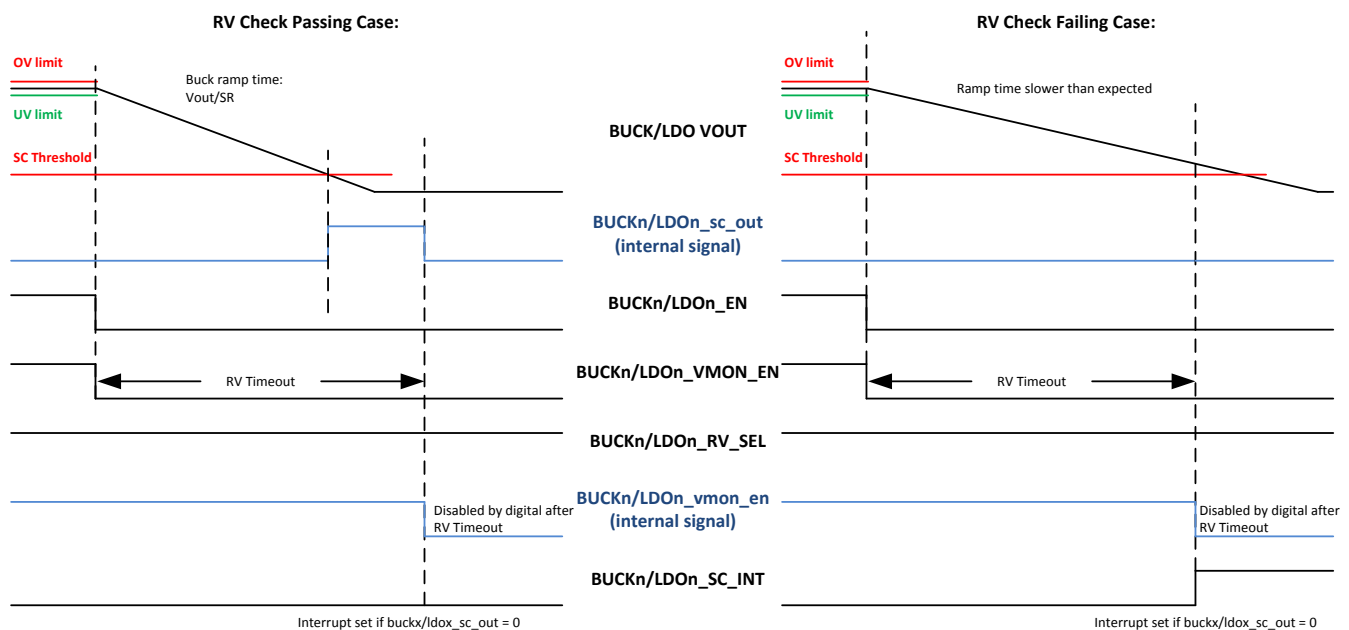 RV Check Passing Case:
OV limit
UV limit
SC Threshold
Buck ramp time:
Vout/SR
RV Timeout
Disabled by digital after
RV Timeout
Interrupt set if buckx/ldox_sc_out = 0
BUCK/LDO VOUT
BUCKn/LDOn_sc_out
(internal signal)
BUCKn/LDOn_EN
BUCKn/LDOn_VMON_EN
BUCKn/LDOn_RV_SEL
BUCKn/LDOn_vmon_en
(internal signal)
BUCKn/LDOn_SC_INT
RV Check Failing Case:
OV limit
UV limit
SC Threshold
Ramp time slower than expected
RV Timeout
Disabled by digital after
RV Timeout
Interrupt set if buckx/ldox_sc_out = 0